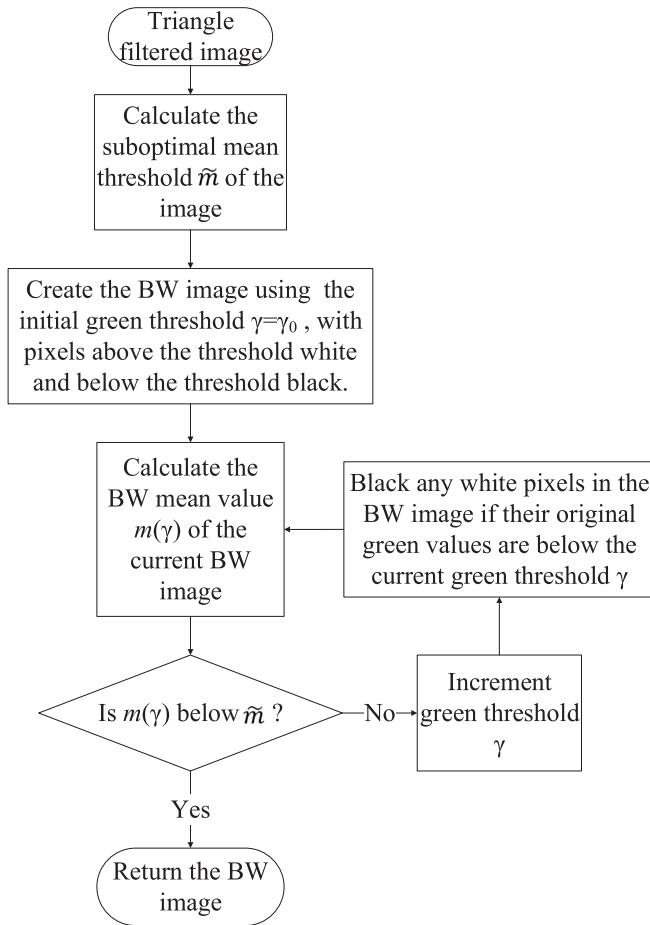 Triangle
filtered image
Calculate the
suboptimal mean
threshold m̃ of the
image
Create the BW image using the
initial green threshold γ=γ₀ , with
pixels above the threshold white
and below the threshold black.
Calculate the
BW mean value
m(γ) of the
current BW
image
Black any white pixels in the
BW image if their original
green values are below the
current green threshold γ
Is m(γ) below m̃ ?
No
Increment
green threshold
γ
Yes
Return the BW
image